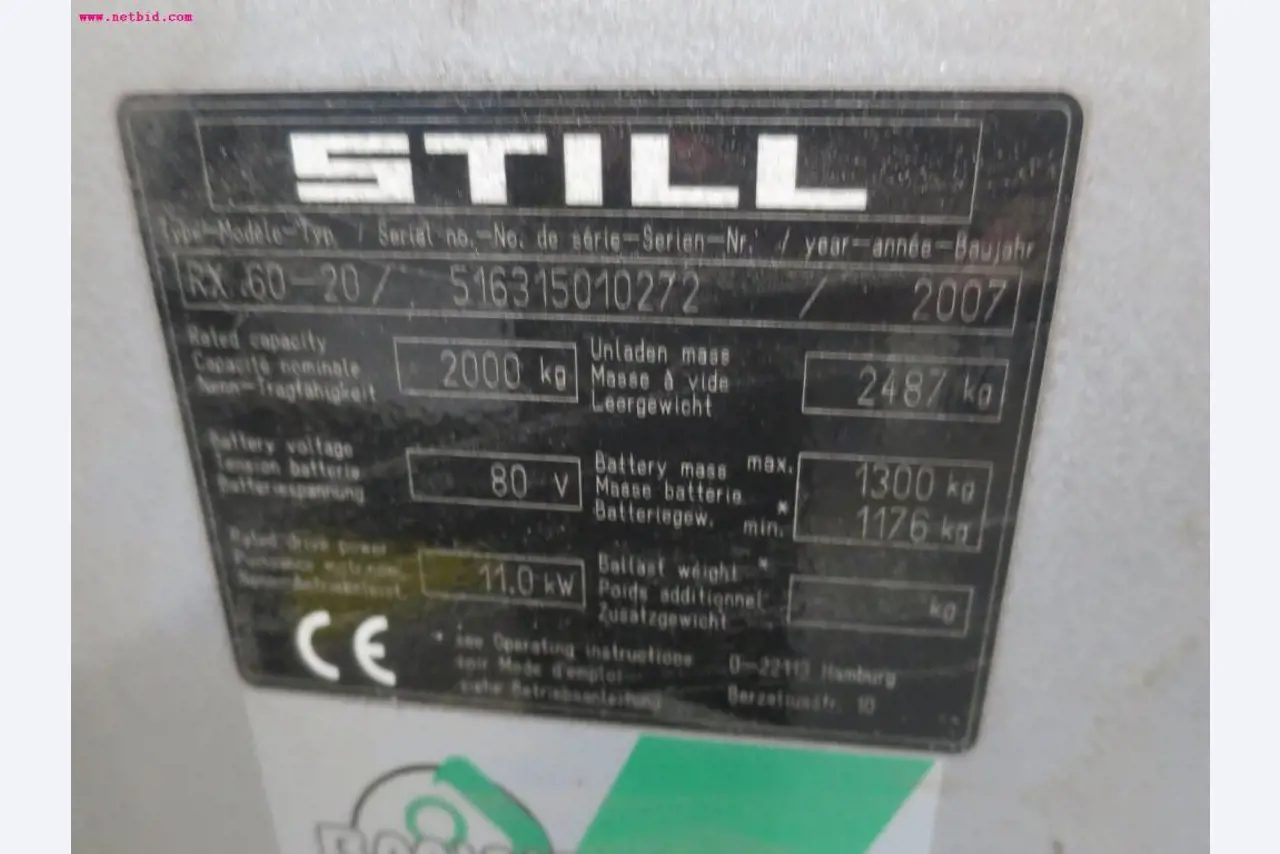 www.netbid.com
STILL
Type-Modèle-Typ / Serial no.-No. de série-Serien-Nr. / year-année-Baujahr
RX 60-20 / 516315010272 / 2007
Rated capacity
Capacité nominale
Nenn-Tragfähigkeit
2000 kg
Unladen mass
Masse à vide
Leergewicht
2487 kg
Battery voltage
Tension batterie
Batteriespannung
80 V
Battery mass max.
Masse batterie *
Batteriegew. min.
1300 kg
1176 kg
Rated drive power
11.0 kW
Ballast weight *
Poids additionnel
Zusatzgewicht
kg
CE
* see Operating instructions
voir Mode d'emploi
siehe Betriebsanleitung
D-22113 Hamburg
Berzeliusstr. 10